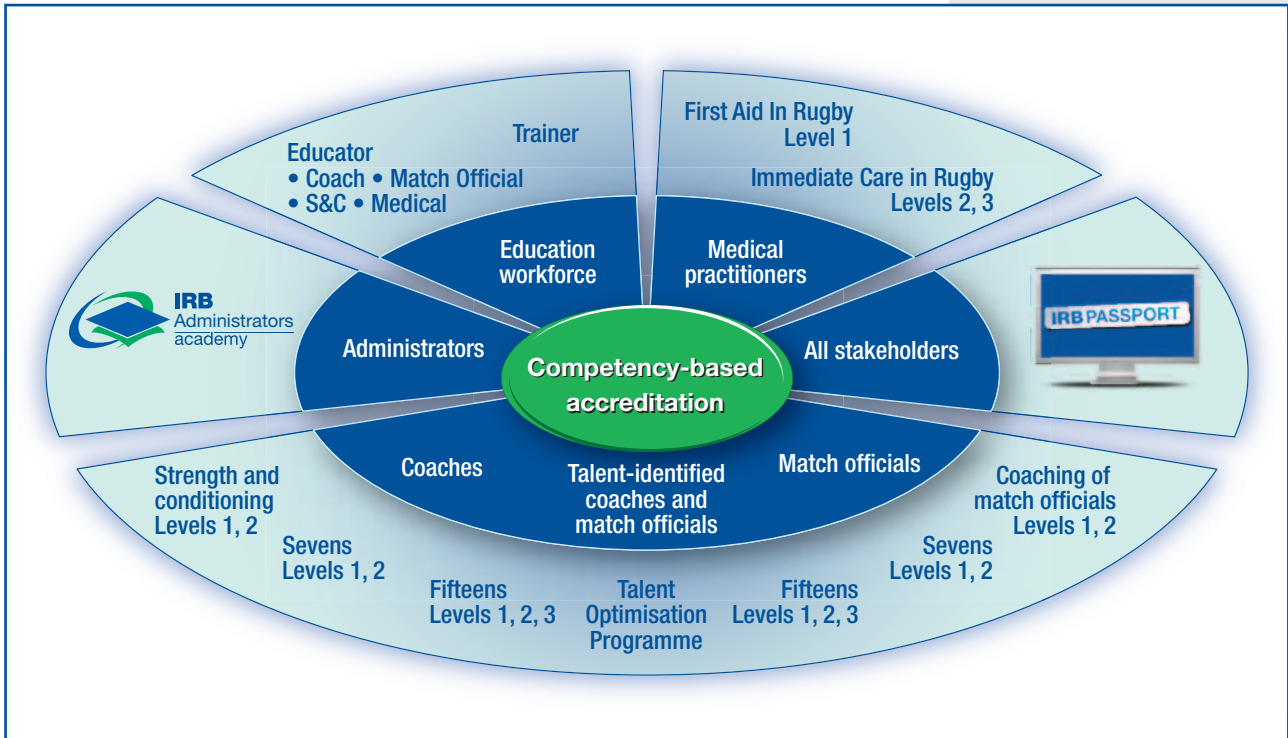 Trainer
Educator
• Coach • Match Official
• S&C • Medical
First Aid In Rugby
Level 1
Immediate Care in Rugby
Levels 2, 3
Education
workforce
Medical
practitioners
IRB
Administrators
academy
Administrators
Competency-based
accreditation
All stakeholders
IRB PASSPORT
Coaches
Talent-identified
coaches and
match officials
Match officials
Strength and
conditioning
Levels 1, 2
Sevens
Levels 1, 2
Fifteens
Levels 1, 2, 3
Talent
Optimisation
Programme
Fifteens
Levels 1, 2, 3
Sevens
Levels 1, 2
Coaching of
match officials
Levels 1, 2